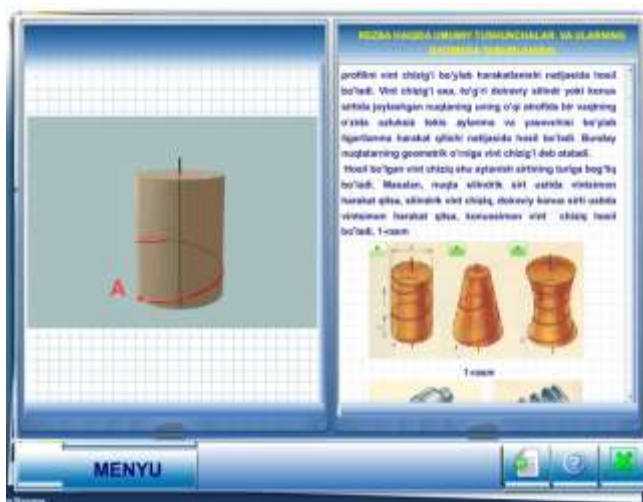 REZBA HAQIDA UMUMIY TUSHUNCHALAR VA ULARNING
profilini vint chizig'i bo'ylab harakatlanishi natijasida hosil
bo'ladi. Vint chizig'i esa, to'g'ri doiraviy silindr yoki konus
sirtida joylashgan nuqtaning uning o'qi atrofida bir vaqtning
o'zida uzluksiz tekis aylanma va yasovchisi bo'ylab
ilgarilanma harakat qilishi natijasida hosil bo'ladi. Bunday
nuqtalarning geometrik o'rniga vint chizig'i deb ataladi.
Hosil bo'lgan vint chiziq shu aylanish sirtining turiga bog'liq
bo'ladi. Masalan, nuqta silindrik sirt ustida vintsimon
harakat qilsa, silindrik vint chiziq, doiraviy konus sirti ustida
vintsimon harakat qilsa, konussimon vint chiziq hosil
bo'ladi, 1-rasm
A
1-rasm
MENYU